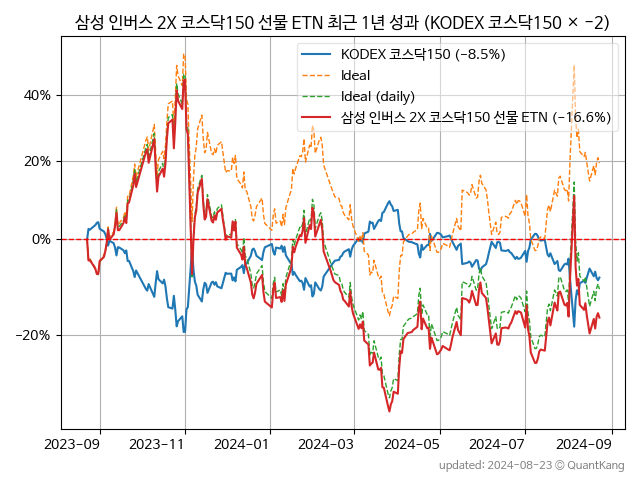 삼성 인버스 2X 코스닥150 선물 ETN 최근 1년 성과 (KODEX 코스닥150 × −2)
KODEX 코스닥150 (−8.5%)
Ideal
Ideal (daily)
삼성 인버스 2X 코스닥150 선물 ETN (−16.6%)
40%
20%
0%
−20%
2023-09 2023-11 2024-01 2024-03 2024-05 2024-07 2024-09
updated: 2024-08-23 © QuantKang